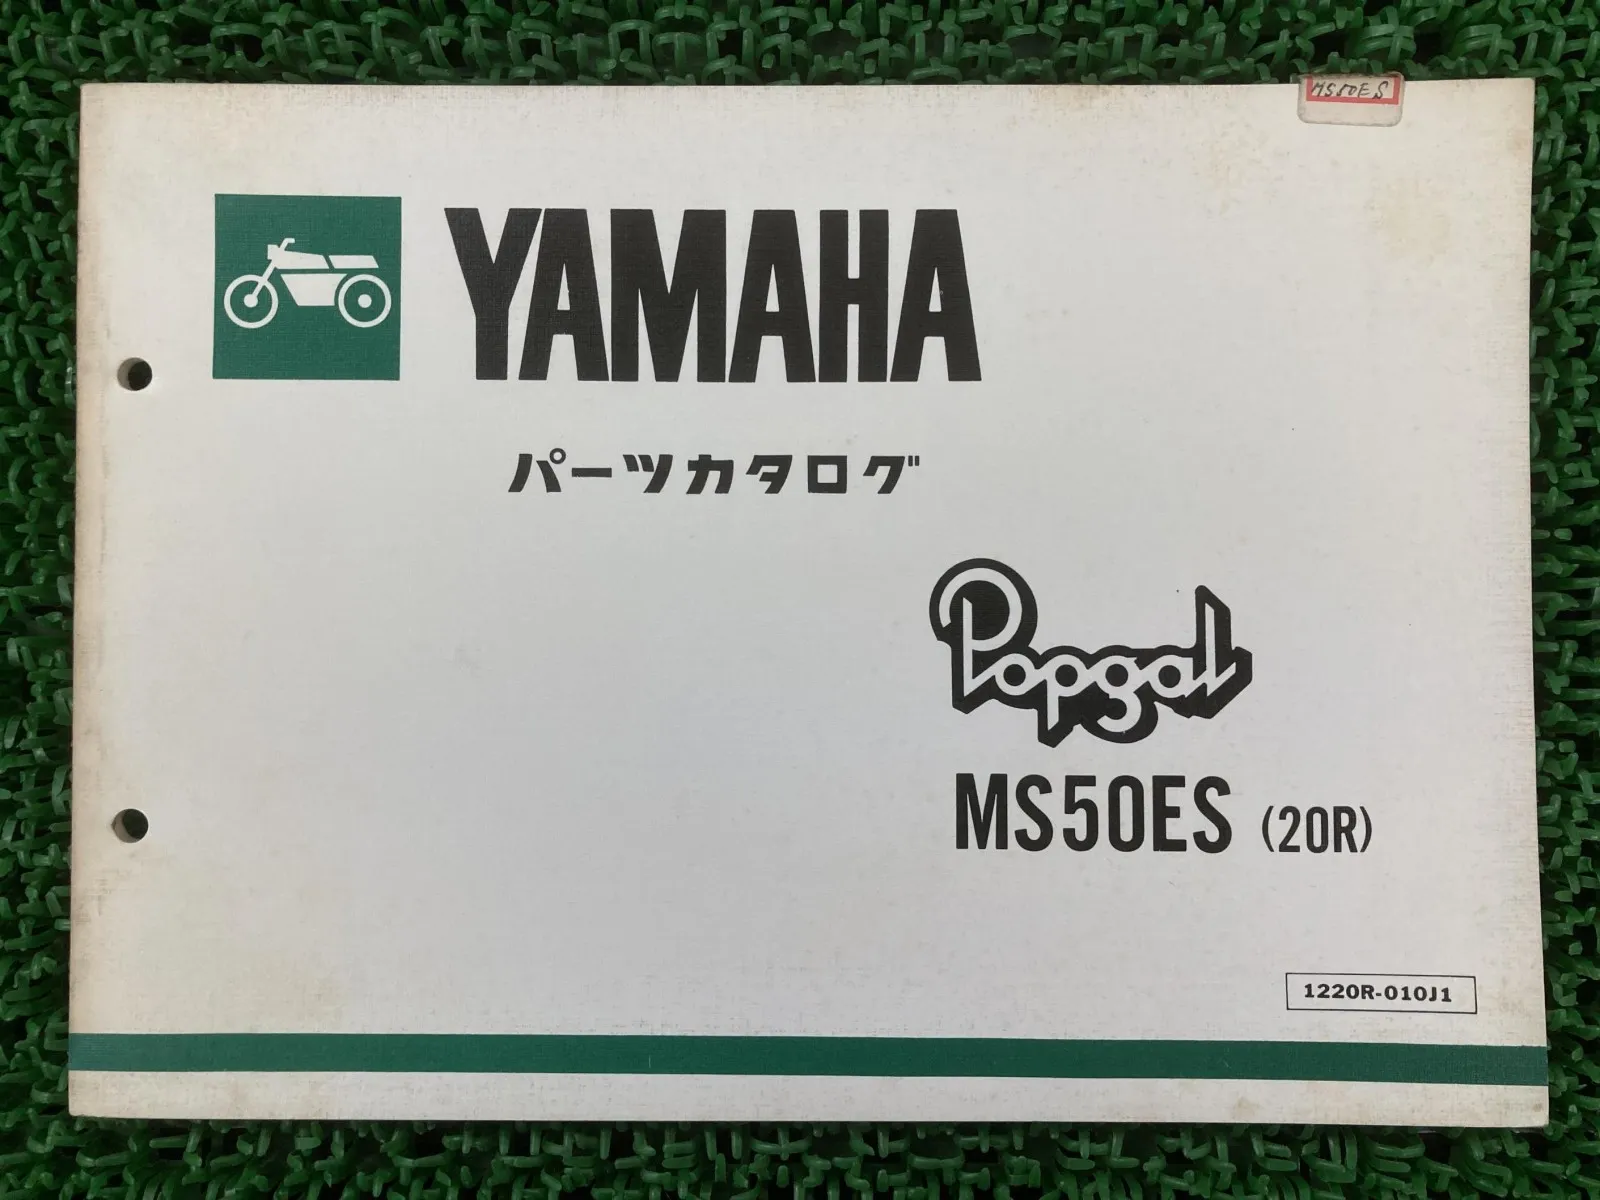 MS50ES
YAMAHA
パーツカタログ
Popgal
MS50ES (20R)
1220R-010J1